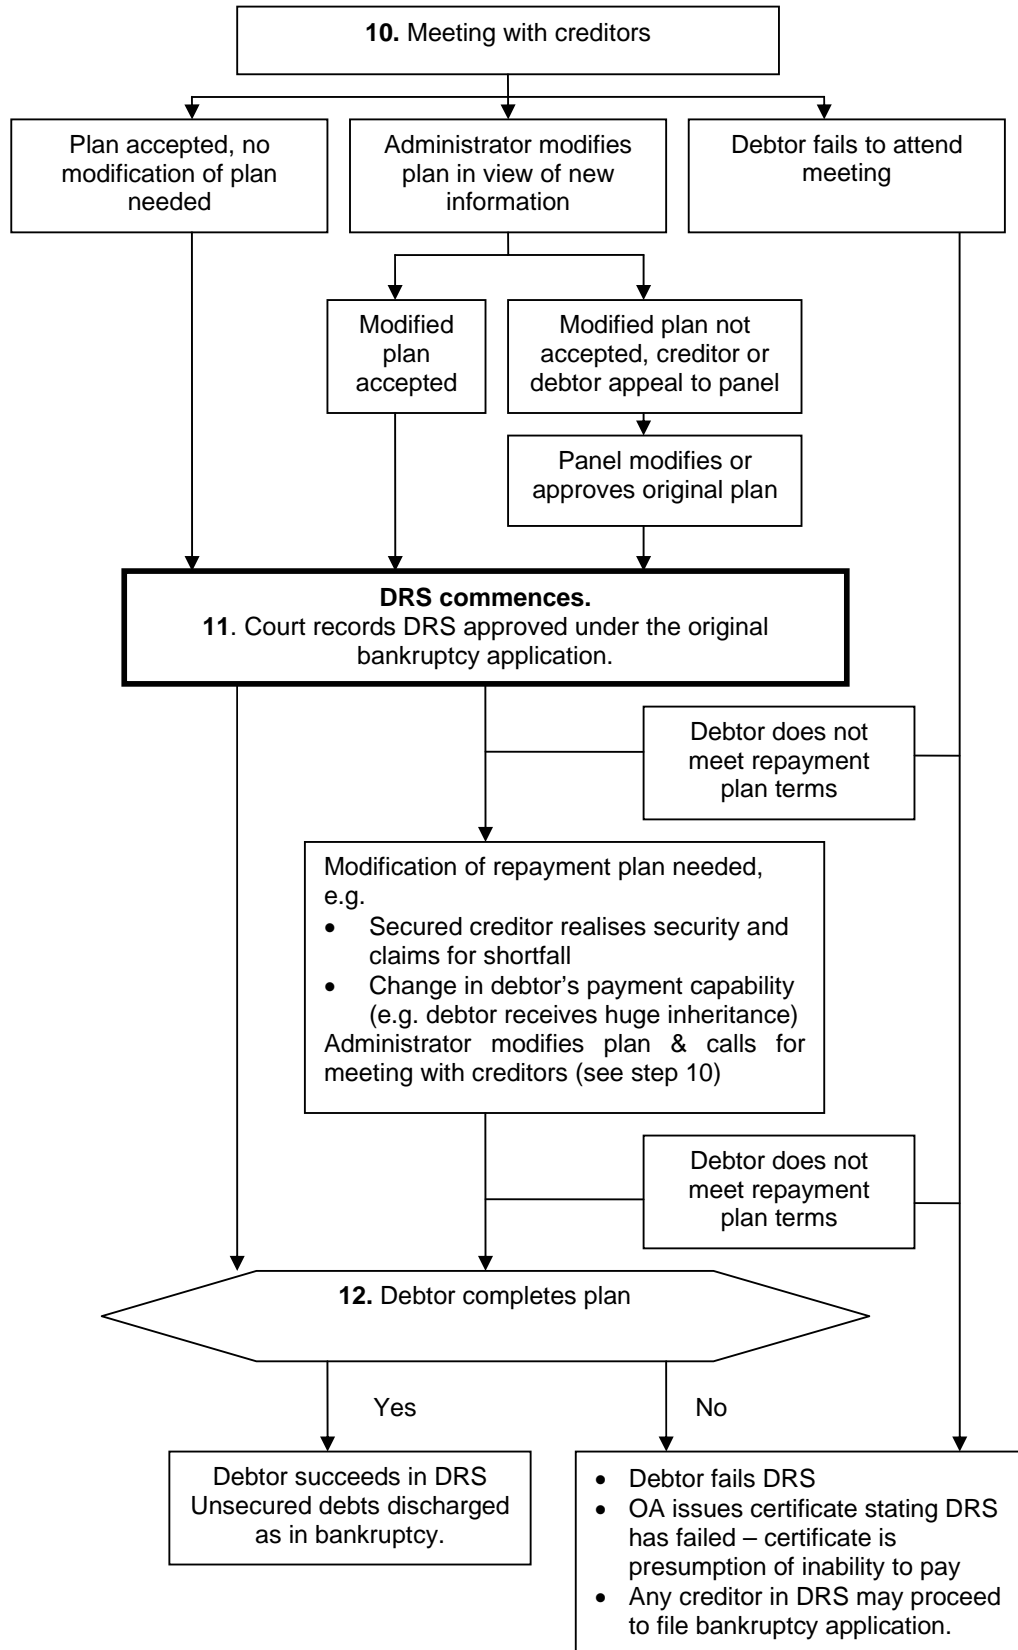 10. Meeting with creditors
Plan accepted, no
modification of plan
needed
Administrator modifies
plan in view of new
information
Debtor fails to attend
meeting
Modified
plan
accepted
Modified plan not
accepted, creditor or
debtor appeal to panel
Panel modifies or
approves original plan
DRS commences.
11. Court records DRS approved under the original
bankruptcy application.
Debtor does not
meet repayment
plan terms
Modification of repayment plan needed,
e.g.
• Secured creditor realises security and
claims for shortfall
• Change in debtor’s payment capability
(e.g. debtor receives huge inheritance)
Administrator modifies plan & calls for
meeting with creditors (see step 10)
Debtor does not
meet repayment
plan terms
12. Debtor completes plan
Yes
No
Debtor succeeds in DRS
Unsecured debts discharged
as in bankruptcy.
• Debtor fails DRS
• OA issues certificate stating DRS
has failed – certificate is
presumption of inability to pay
• Any creditor in DRS may proceed
to file bankruptcy application.